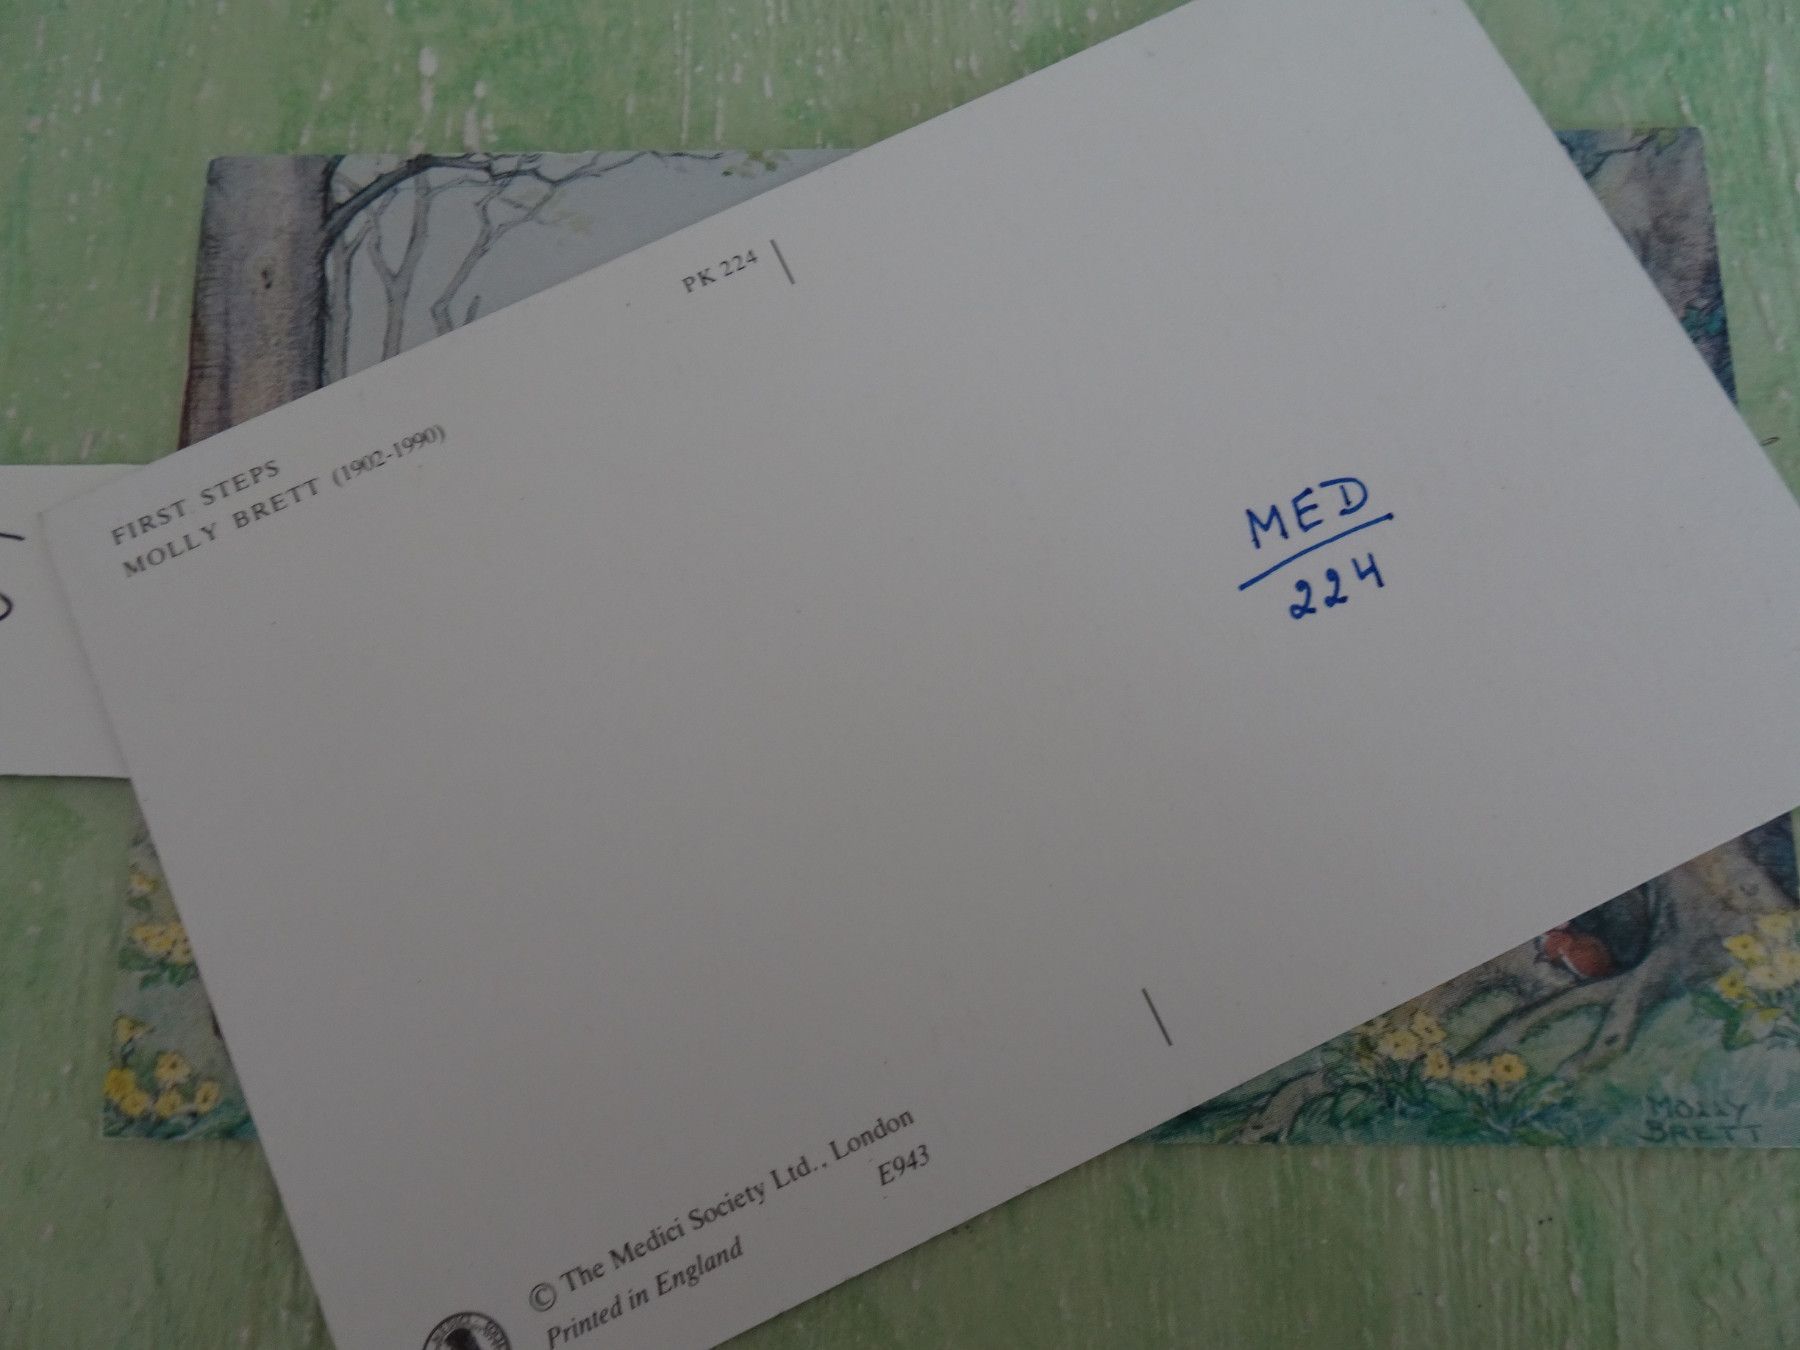 PK 224
FIRST STEPS
MOLLY BRETT (1902-1990)
MED
224
© The Medici Society Ltd., London
Printed in England
E943
MOLLY
BRETT